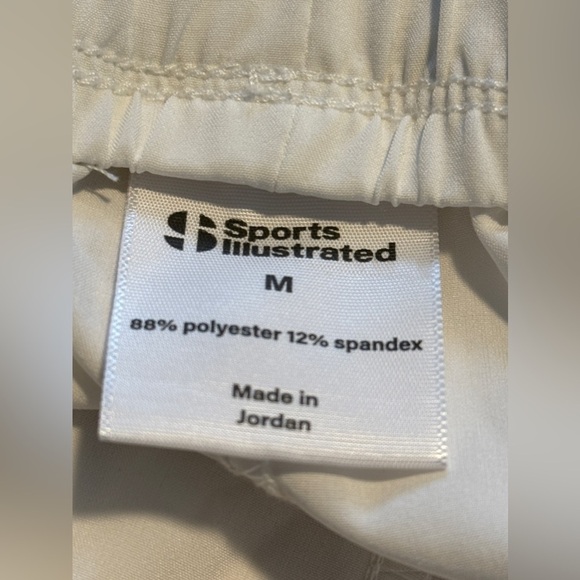 Sports
Illustrated
M
88% polyester 12% spandex
Made in
Jordan